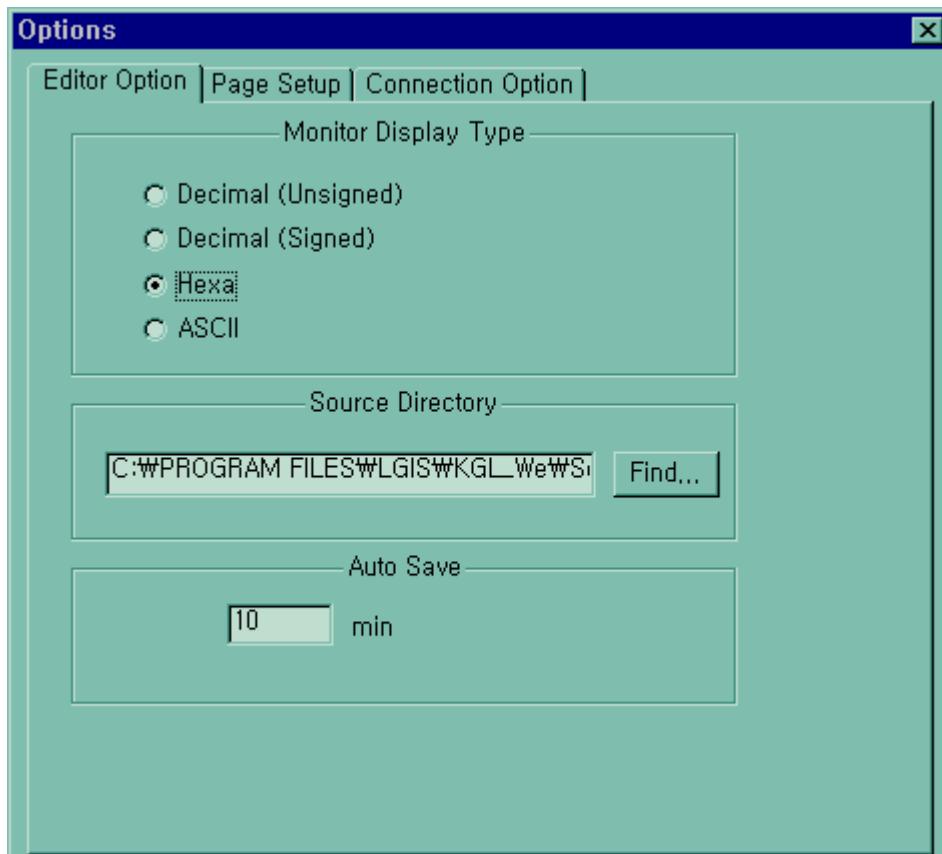 Options
Editor Option Page Setup Connection Option
Monitor Display Type
Decimal (Unsigned)
Decimal (Signed)
Hexa
ASCII
Source Directory
C:₩PROGRAM FILES₩LGIS₩KGL_We₩S Find...
Auto Save
10 min